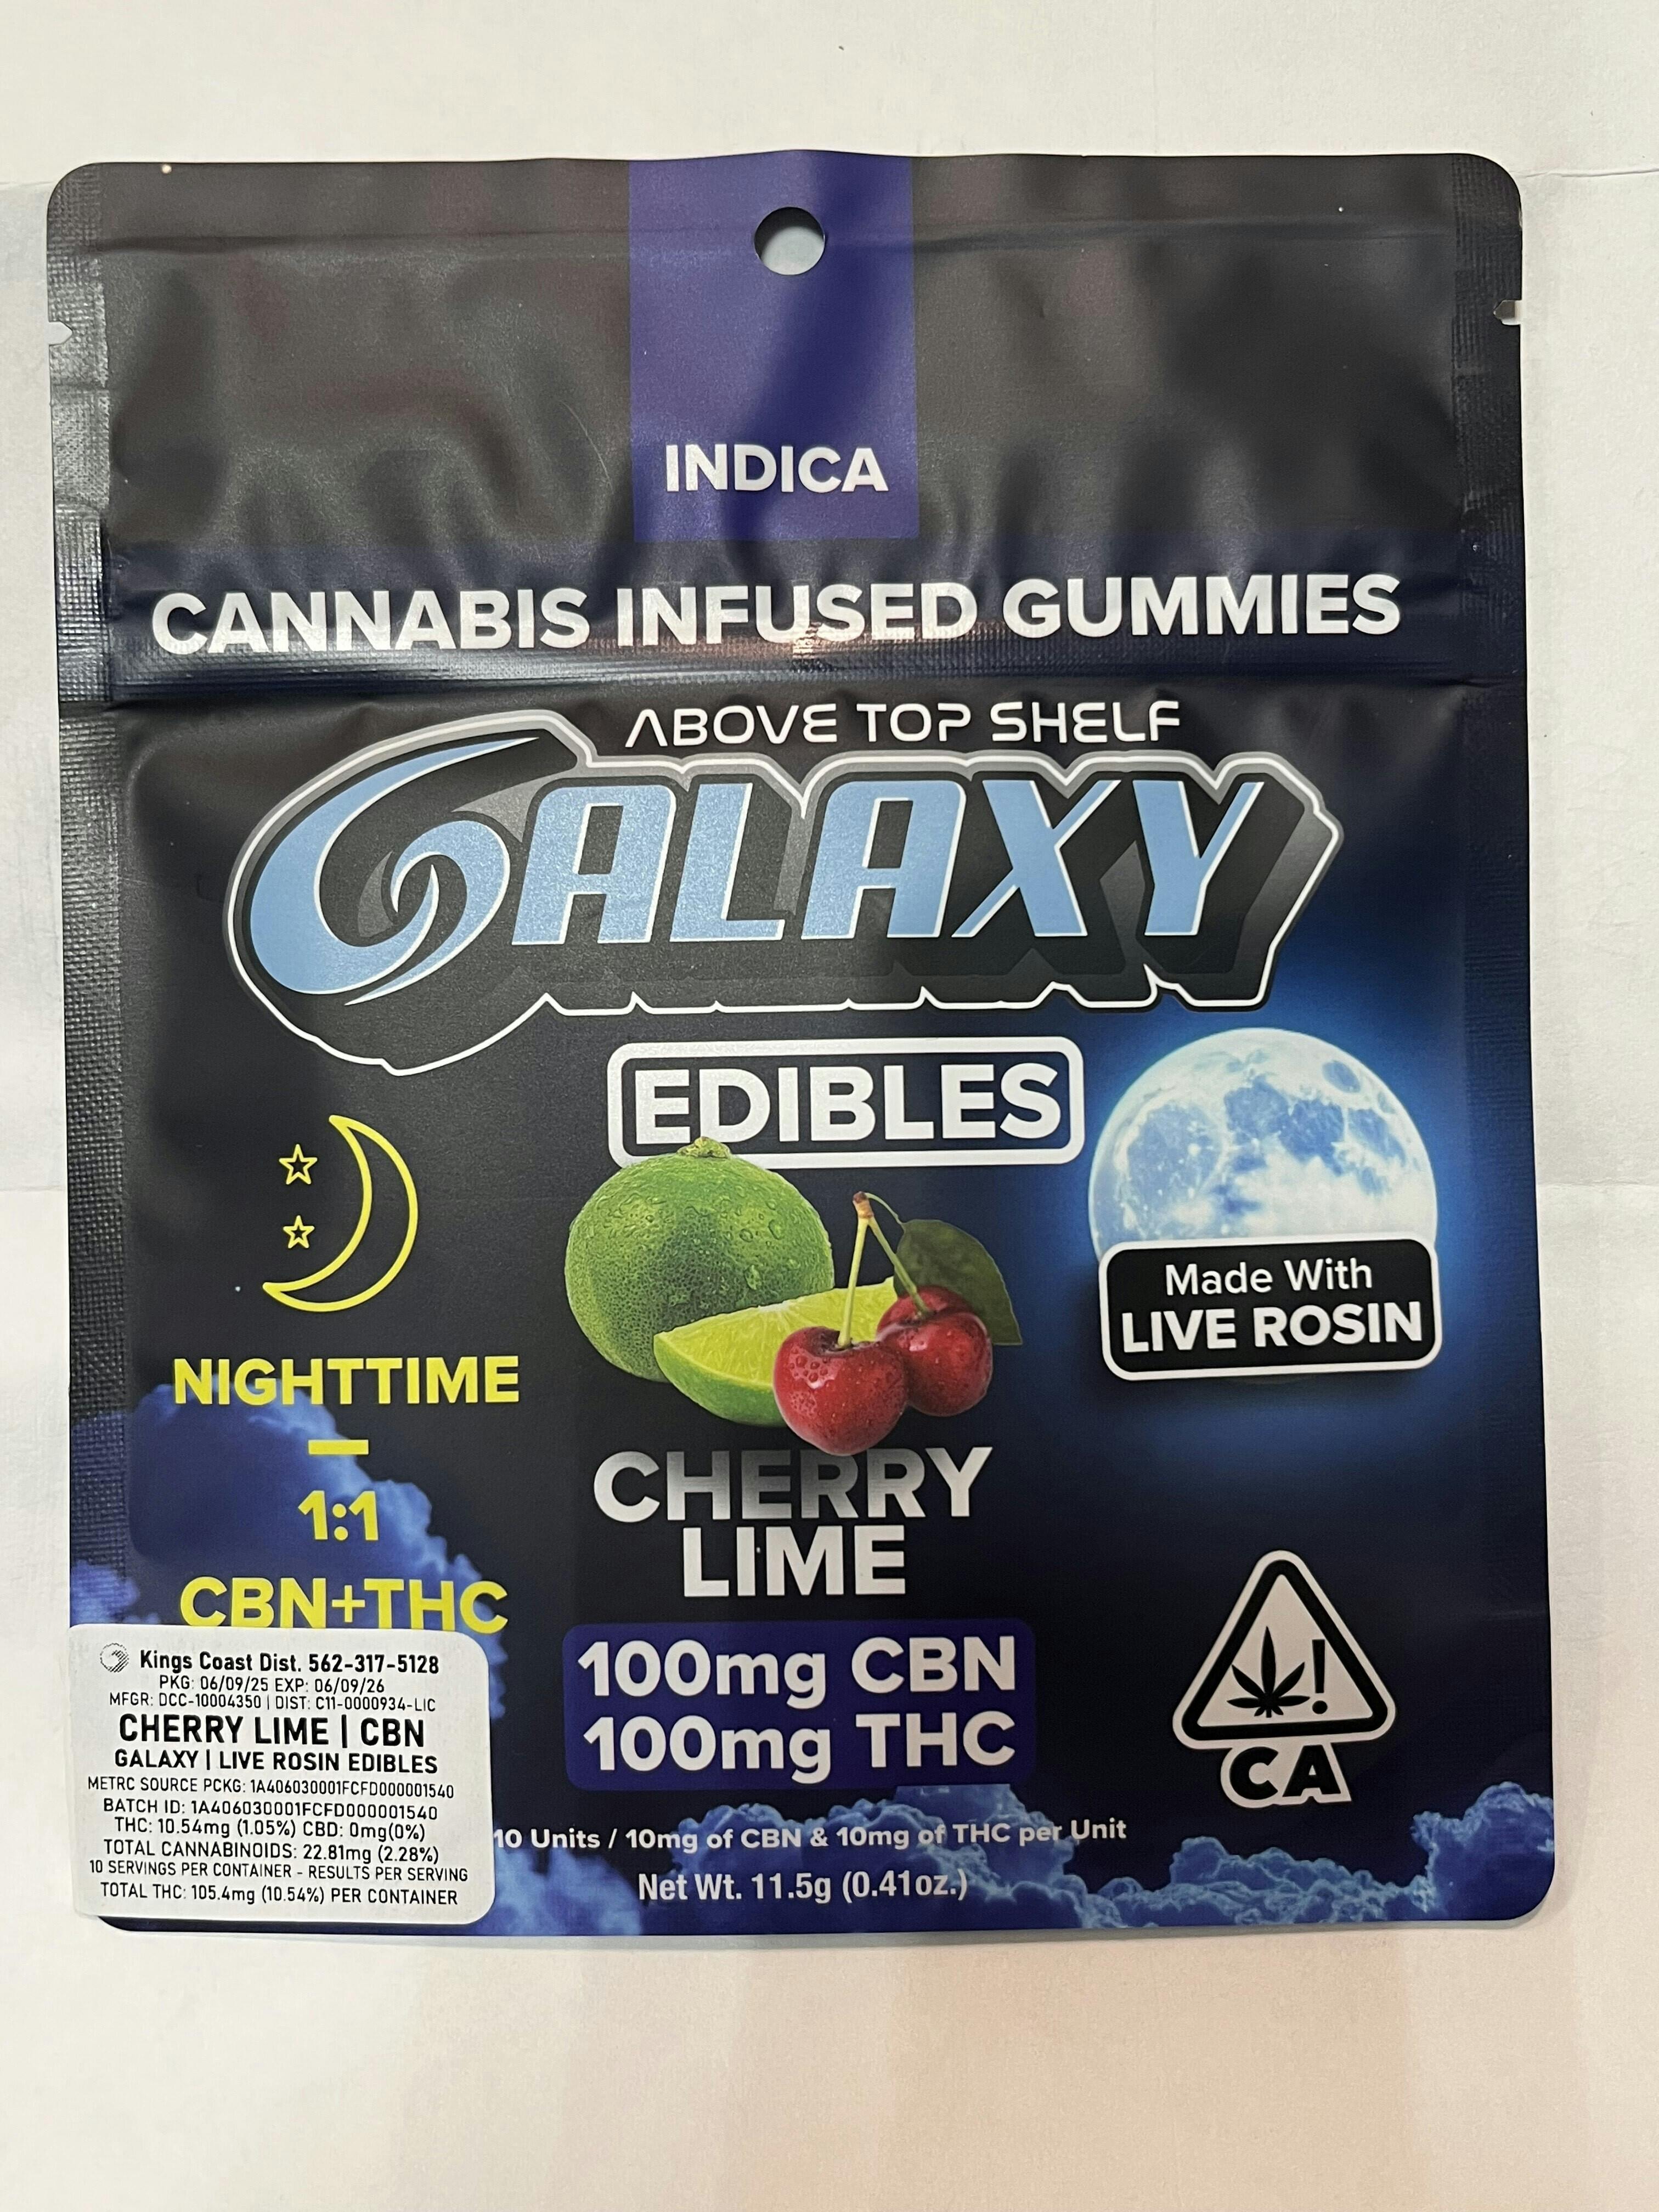 INDICA
CANNABIS INFUSED GUMMIES
ABOVE TOP SHELF
GALAXY
EDIBLES
Made With
LIVE ROSIN
NIGHTTIME
1:1
CBN+THC
CHERRY
LIME
100mg CBN
100mg THC
CA
10 Units / 10mg of CBN & 10mg of THC per Unit
Net Wt. 11.5g (0.41oz.)
Kings Coast Dist. 562-317-5128
PKG: 06/09/25 EXP: 06/09/26
MFGR: DCC-10004350 | DIST: C11-0000934-LIC
CHERRY LIME | CBN
GALAXY | LIVE ROSIN EDIBLES
METRC SOURCE PCKG: 1A406030001FCFD000001540
BATCH ID: 1A406030001FCFD000001540
THC: 10.54mg (1.05%) CBD: 0mg(0%)
TOTAL CANNABINOIDS: 22.81mg (2.28%)
10 SERVINGS PER CONTAINER - RESULTS PER SERVING
TOTAL THC: 105.4mg (10.54%) PER CONTAINER